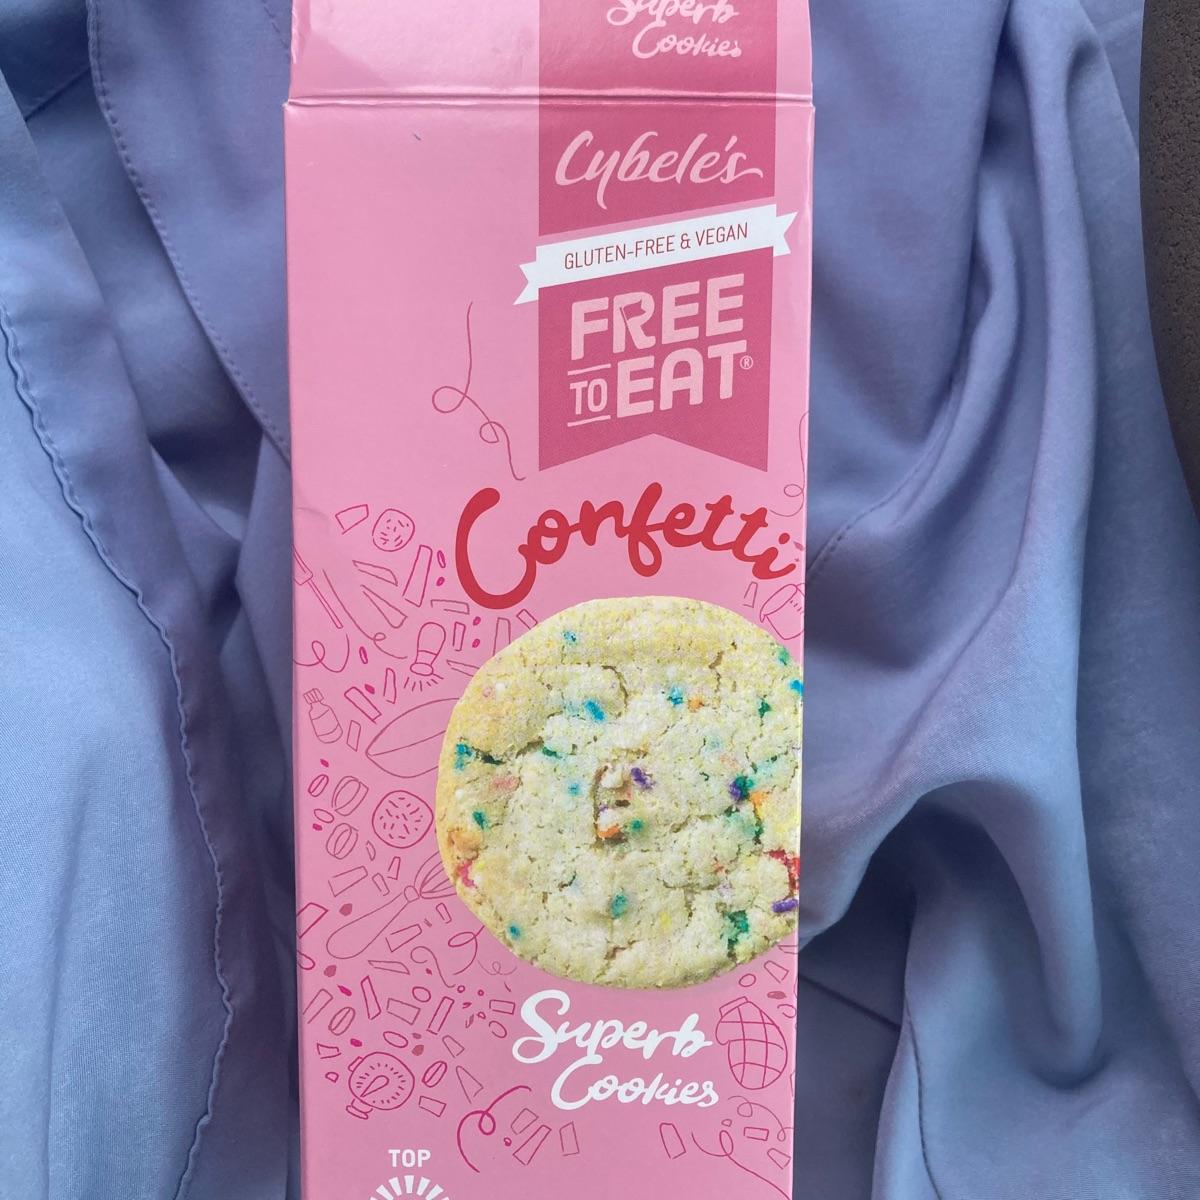 Superb
Cookies
Cybele's
GLUTEN-FREE & VEGAN
FREE
TO EAT®
Confetti
Superb
Cookies
TOP